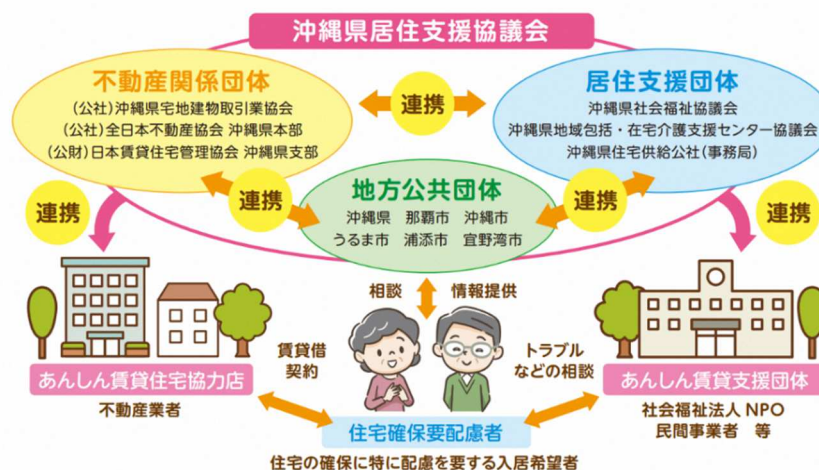 沖縄県居住支援協議会
不動産関係団体
(公社)沖縄県宅地建物取引業協会
(公社)全日本不動産協会 沖縄県本部
(公財)日本賃貸住宅管理協会 沖縄県支部
連携
居住支援団体
沖縄県社会福祉協議会
沖縄県地域包括・在宅介護支援センター協議会
沖縄県住宅供給公社(事務局)
連携
連携
地方公共団体
沖縄県 那覇市 沖縄市
うるま市 浦添市 宜野湾市
連携
連携
相談 情報提供
賃貸借
契約
トラブル
などの相談
あんしん賃貸住宅協力店
不動産業者
あんしん賃貸支援団体
社会福祉法人 NPO
民間事業者 等
住宅確保要配慮者
住宅の確保に特に配慮を要する入居希望者